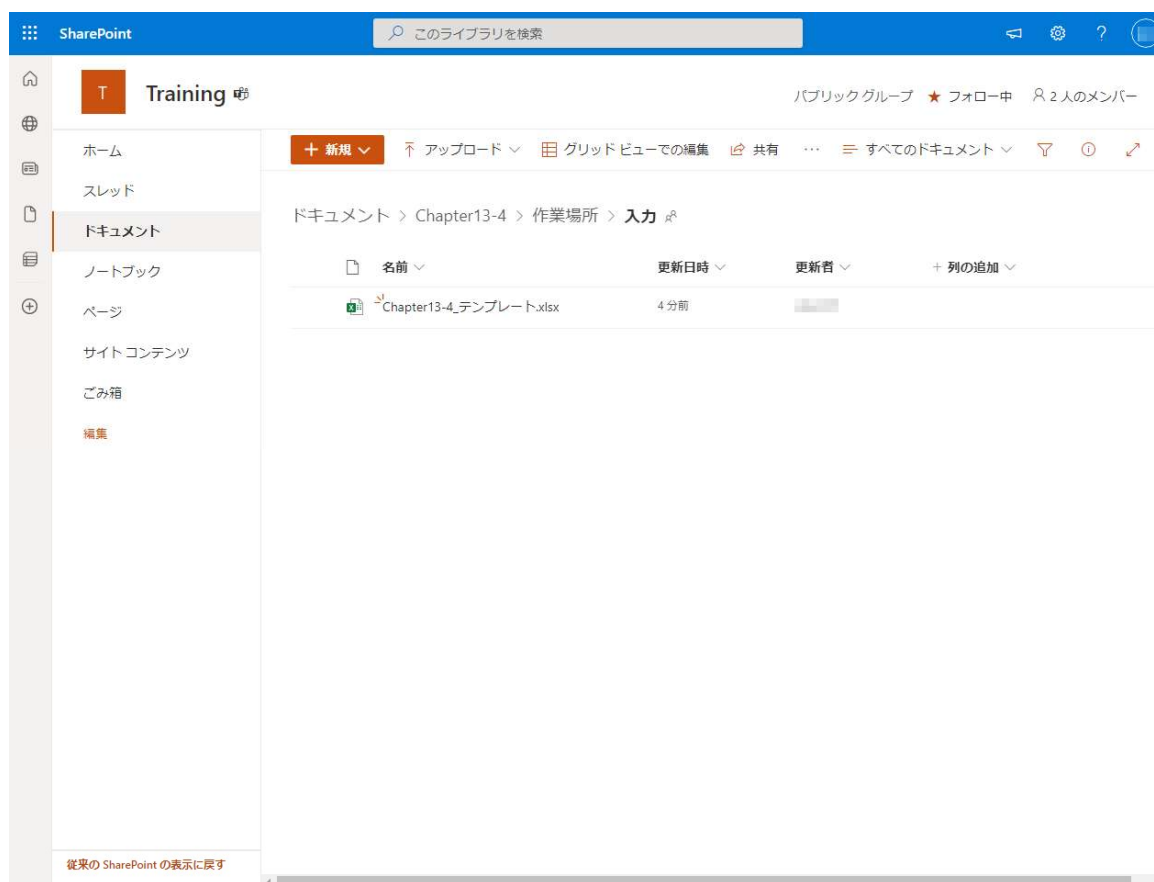 SharePoint
このライブラリを検索
?
T
Training
パブリック グループ ★ フォロー中 2 人のメンバー
ホーム
スレッド
ドキュメント
ノートブック
ページ
サイト コンテンツ
ごみ箱
編集
+ 新規 アップロード グリッド ビューでの編集 共有 … すべてのドキュメント
ドキュメント > Chapter13-4 > 作業場所 > 入力
名前 更新日時 更新者 + 列の追加
Chapter13-4_テンプレート.xlsx 4 分前
従来の SharePoint の表示に戻す